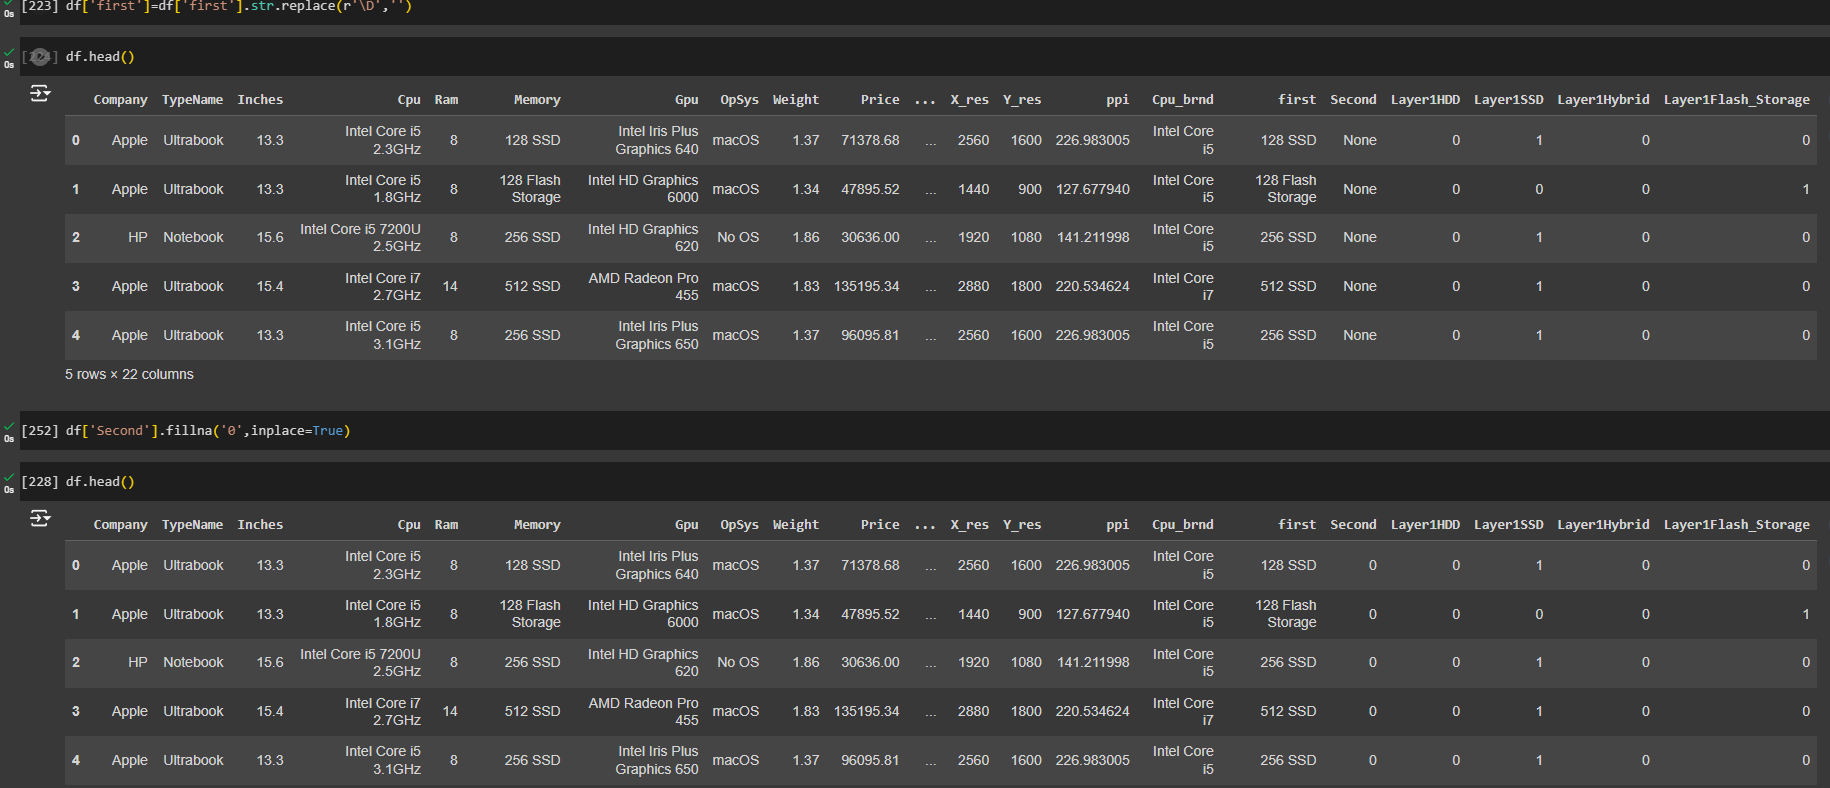 0s [223] df['first']=df['first'].str.replace(r'\D','')
0s df.head()
Company TypeName Inches Cpu Ram Memory Gpu OpSys Weight Price ... X_res Y_res ppi Cpu_brnd first Second Layer1HDD Layer1SSD Layer1Hybrid Layer1Flash_Storage
0 Apple Ultrabook 13.3 Intel Core i5 2.3GHz 8 128 SSD Intel Iris Plus Graphics 640 macOS 1.37 71378.68 ... 2560 1600 226.983005 Intel Core i5 128 SSD None 0 1 0 0
1 Apple Ultrabook 13.3 Intel Core i5 1.8GHz 8 128 Flash Storage Intel HD Graphics 6000 macOS 1.34 47895.52 ... 1440 900 127.677940 Intel Core i5 128 Flash Storage None 0 0 0 1
2 HP Notebook 15.6 Intel Core i5 7200U 2.5GHz 8 256 SSD Intel HD Graphics 620 No OS 1.86 30636.00 ... 1920 1080 141.211998 Intel Core i5 256 SSD None 0 1 0 0
3 Apple Ultrabook 15.4 Intel Core i7 2.7GHz 14 512 SSD AMD Radeon Pro 455 macOS 1.83 135195.34 ... 2880 1800 220.534624 Intel Core i7 512 SSD None 0 1 0 0
4 Apple Ultrabook 13.3 Intel Core i5 3.1GHz 8 256 SSD Intel Iris Plus Graphics 650 macOS 1.37 96095.81 ... 2560 1600 226.983005 Intel Core i5 256 SSD None 0 1 0 0
5 rows × 22 columns
0s [252] df['Second'].fillna('0',inplace=True)
0s [228] df.head()
Company TypeName Inches Cpu Ram Memory Gpu OpSys Weight Price ... X_res Y_res ppi Cpu_brnd first Second Layer1HDD Layer1SSD Layer1Hybrid Layer1Flash_Storage
0 Apple Ultrabook 13.3 Intel Core i5 2.3GHz 8 128 SSD Intel Iris Plus Graphics 640 macOS 1.37 71378.68 ... 2560 1600 226.983005 Intel Core i5 128 SSD 0 0 1 0 0
1 Apple Ultrabook 13.3 Intel Core i5 1.8GHz 8 128 Flash Storage Intel HD Graphics 6000 macOS 1.34 47895.52 ... 1440 900 127.677940 Intel Core i5 128 Flash Storage 0 0 0 0 1
2 HP Notebook 15.6 Intel Core i5 7200U 2.5GHz 8 256 SSD Intel HD Graphics 620 No OS 1.86 30636.00 ... 1920 1080 141.211998 Intel Core i5 256 SSD 0 0 1 0 0
3 Apple Ultrabook 15.4 Intel Core i7 2.7GHz 14 512 SSD AMD Radeon Pro 455 macOS 1.83 135195.34 ... 2880 1800 220.534624 Intel Core i7 512 SSD 0 0 1 0 0
4 Apple Ultrabook 13.3 Intel Core i5 3.1GHz 8 256 SSD Intel Iris Plus Graphics 650 macOS 1.37 96095.81 ... 2560 1600 226.983005 Intel Core i5 256 SSD 0 0 1 0 0